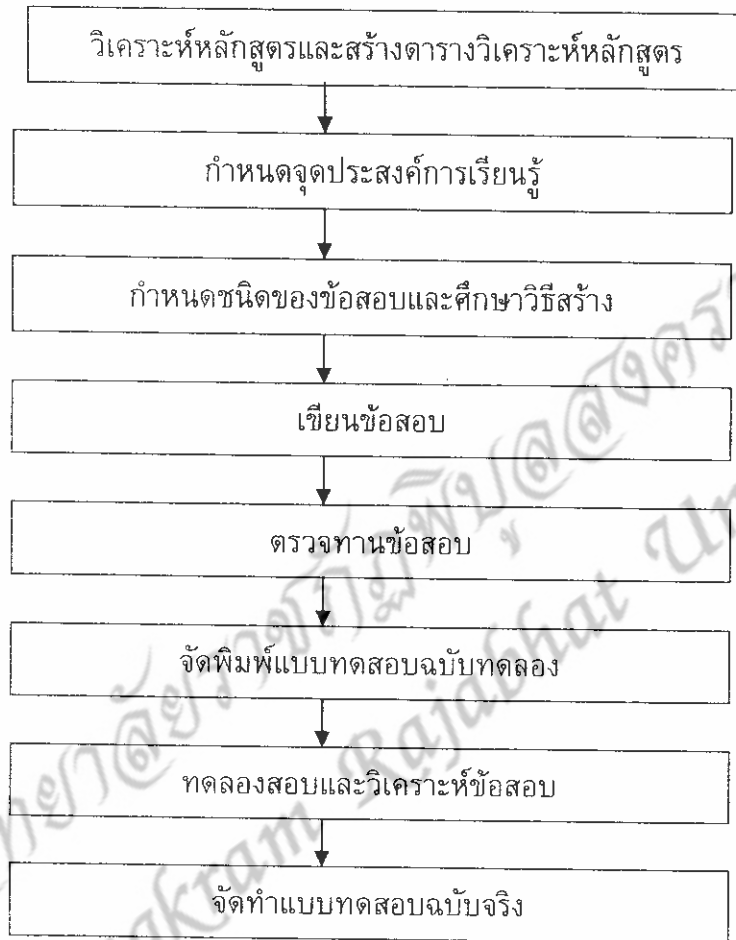 วิเคราะห์หลักสูตรและสร้างตารางวิเคราะห์หลักสูตร
กำหนดจุดประสงค์การเรียนรู้
กำหนดชนิดของข้อสอบและศึกษาวิธีสร้าง
เขียนข้อสอบ
ตรวจทานข้อสอบ
จัดพิมพ์แบบทดสอบฉบับทดลอง
ทดลองสอบและวิเคราะห์ข้อสอบ
จัดทำแบบทดสอบฉบับจริง
Rajabhat